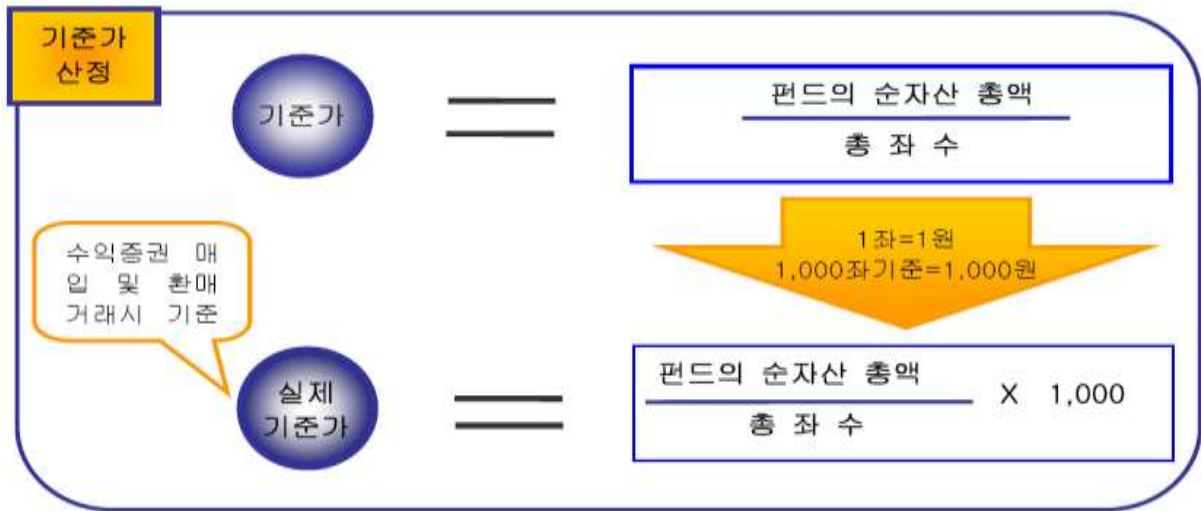 기준가
산정
기준가
펀드의 순자산 총액
총 좌 수
1좌=1원
1,000좌기준=1,000원
수익증권 매
입 및 환매
거래시 기준
실제
기준가
펀드의 순자산 총액
총 좌 수
X 1,000